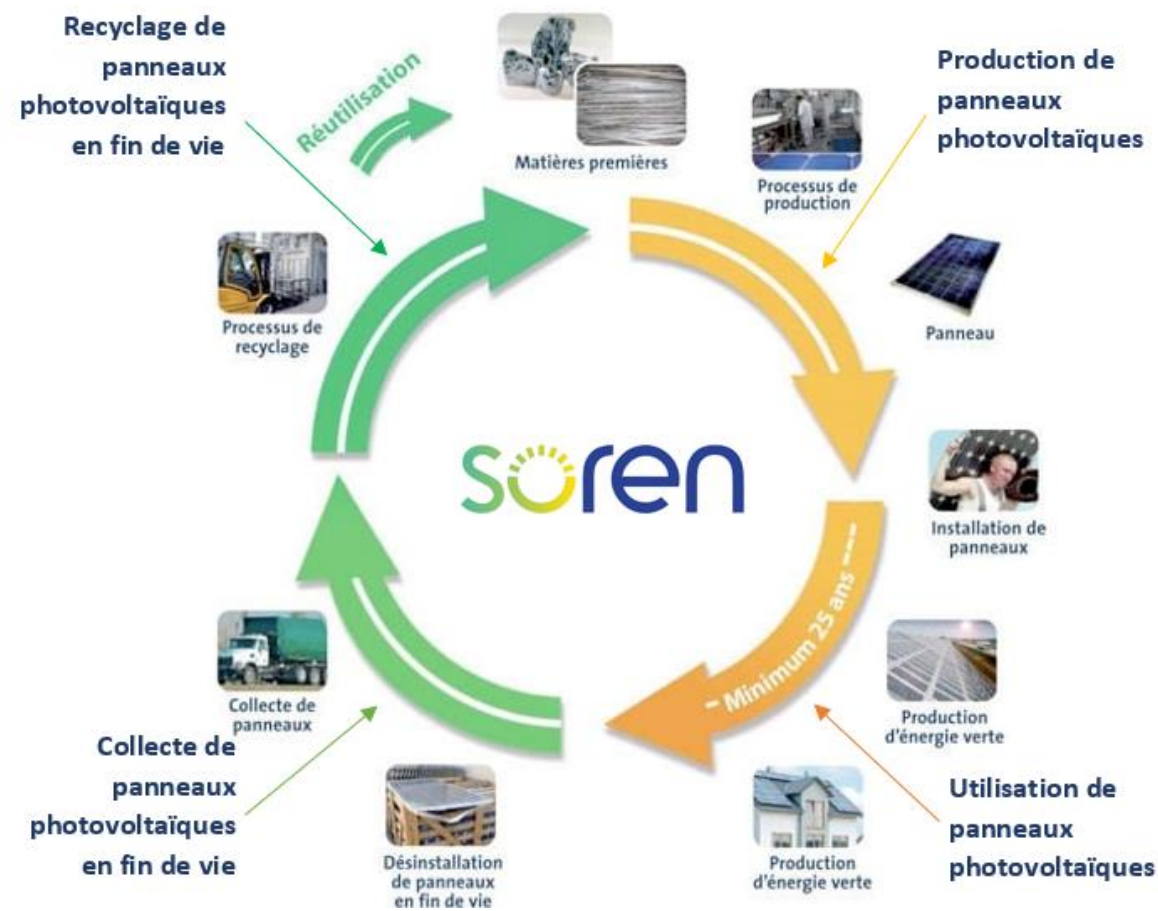 Recyclage de
panneaux
photovoltaïques
en fin de vie
Réutilisation
Matières premières
Processus de
production
Production de
panneaux
photovoltaïques
Panneau
Processus de
recyclage
soren
Installation de
panneaux
Minimum 25 ans
Production
d'énergie verte
Collecte de
panneaux
Collecte de
panneaux
photovoltaïques
en fin de vie
Désinstallation
de panneaux
en fin de vie
Production
d'énergie verte
Utilisation de
panneaux
photovoltaïques